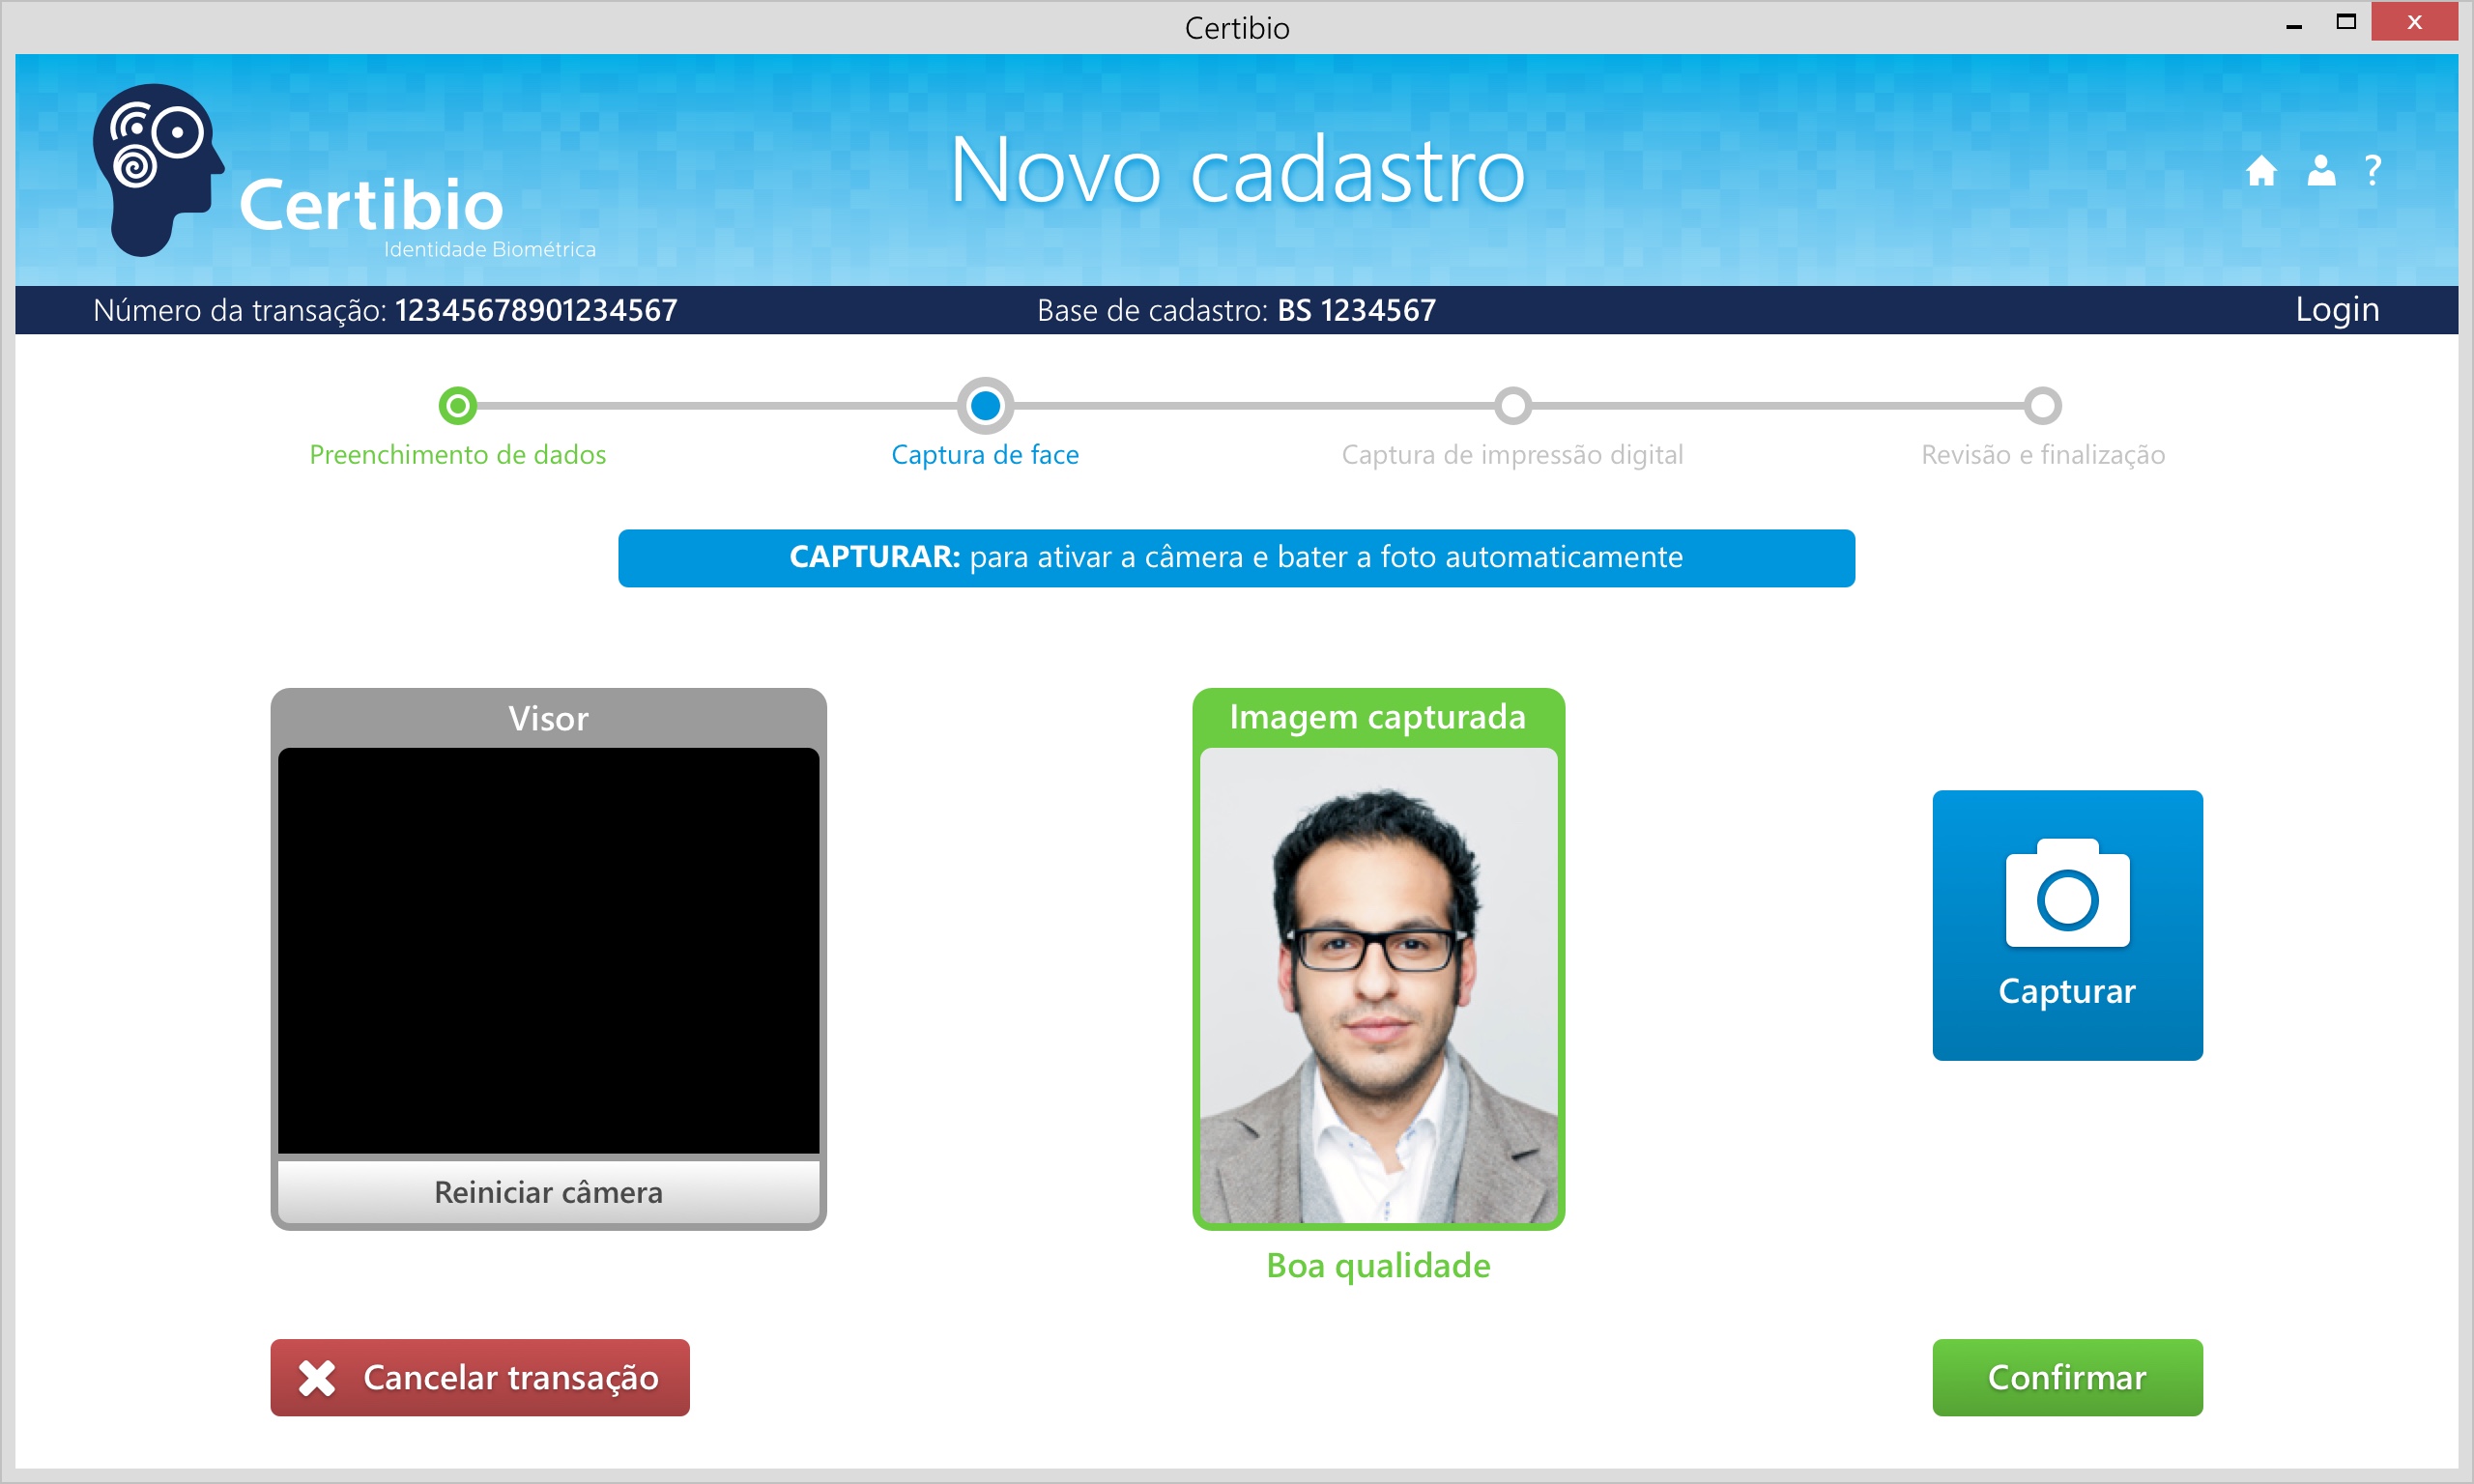 Certibio
Certibio
Identidade Biométrica
Novo cadastro
?
Número da transação: 12345678901234567
Base de cadastro: BS 1234567
Login
Preenchimento de dados
Captura de face
Captura de impressão digital
Revisão e finalização
CAPTURAR: para ativar a câmera e bater a foto automaticamente
Visor
Reiniciar câmera
Imagem capturada
Boa qualidade
Capturar
Cancelar transação
Confirmar